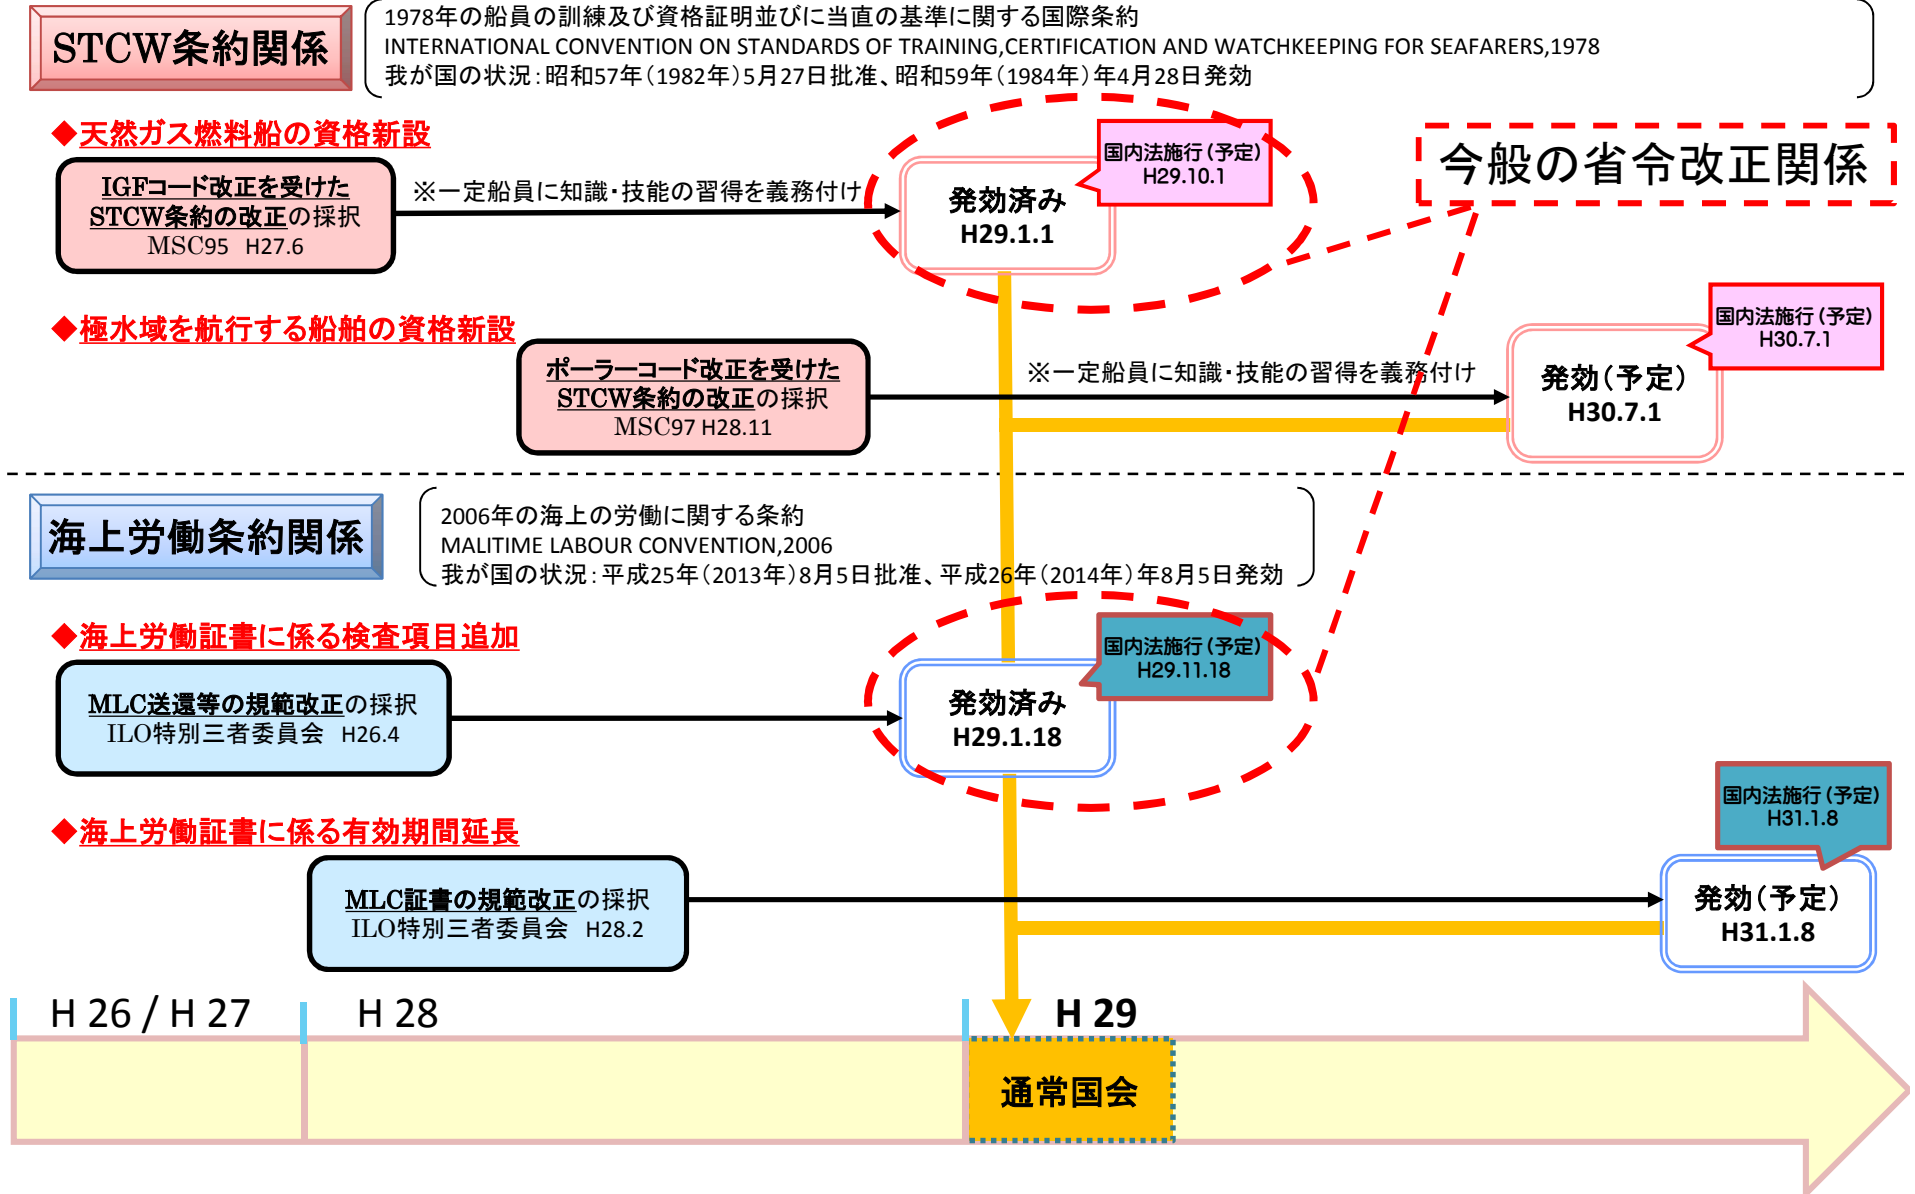 STCW条約関係
1978年の船員の訓練及び資格証明並びに当直の基準に関する国際条約
INTERNATIONAL CONVENTION ON STANDARDS OF TRAINING,CERTIFICATION AND WATCHKEEPING FOR SEAFARERS,1978
我が国の状況:昭和57年(1982年)5月27日批准、昭和59年(1984年)年4月28日発効
◆天然ガス燃料船の資格新設
IGFコード改正を受けた
STCW条約の改正の採択
MSC95 H27.6
※一定船員に知識・技能の習得を義務付け
発効済み
H29.1.1
国内法施行(予定)
H29.10.1
今般の省令改正関係
◆極水域を航行する船舶の資格新設
ポーラーコード改正を受けた
STCW条約の改正の採択
MSC97 H28.11
※一定船員に知識・技能の習得を義務付け
発効(予定)
H30.7.1
国内法施行(予定)
H30.7.1
海上労働条約関係
2006年の海上の労働に関する条約
MALITIME LABOUR CONVENTION,2006
我が国の状況:平成25年(2013年)8月5日批准、平成26年(2014年)年8月5日発効
◆海上労働証書に係る検査項目追加
MLC送還等の規範改正の採択
ILO特別三者委員会 H26.4
発効済み
H29.1.18
国内法施行(予定)
H29.11.18
◆海上労働証書に係る有効期間延長
MLC証書の規範改正の採択
ILO特別三者委員会 H28.2
発効(予定)
H31.1.8
国内法施行(予定)
H31.1.8
H 26 / H 27
H 28
H 29
通常国会